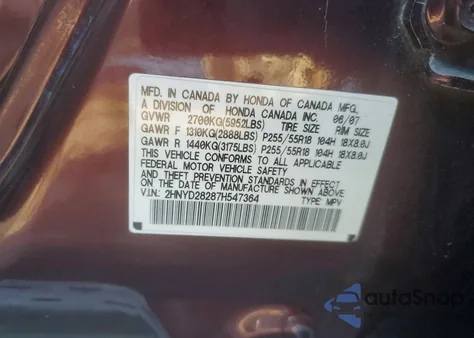 MFD. IN CANADA BY HONDA OF CANADA MFG.
A DIVISION OF HONDA CANADA INC. 06/07
GVWR 2700KG(5952LBS) TIRE SIZE RIM SIZE
GAWR F 1310KG(2888LBS) P255/55R18 104H 18X8.0J
GAWR R 1440KG(3175LBS) P255/55R18 104H 18X8.0J
THIS VEHICLE CONFORMS TO ALL APPLICABLE
FEDERAL MOTOR VEHICLE SAFETY
AND THEFT PREVENTION STANDARDS IN EFFECT
ON THE DATE OF MANUFACTURE SHOWN ABOVE.
V.I.N: 2HNYD28287H547364 TYPE: MPV
autoSnap